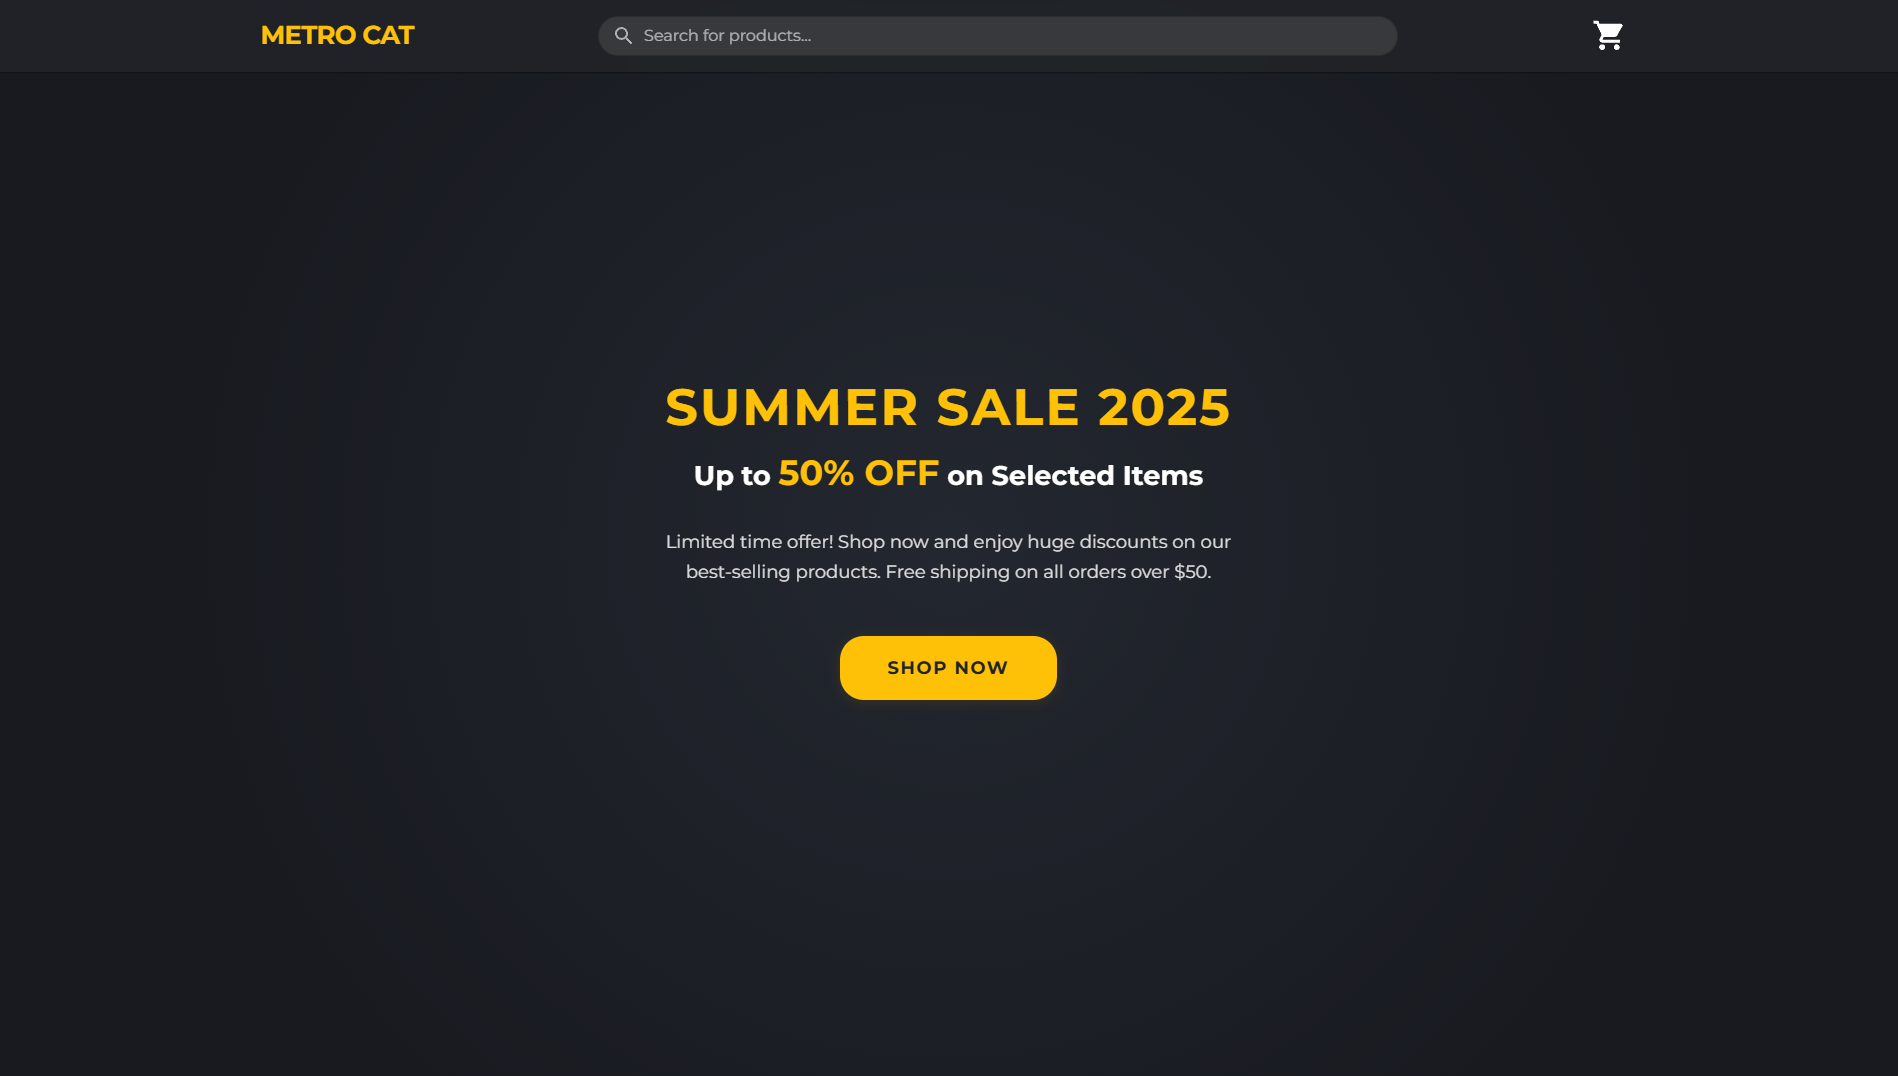 METRO CAT
Search for products...
SUMMER SALE 2025
Up to 50% OFF on Selected Items
Limited time offer! Shop now and enjoy huge discounts on our
best-selling products. Free shipping on all orders over $50.
SHOP NOW